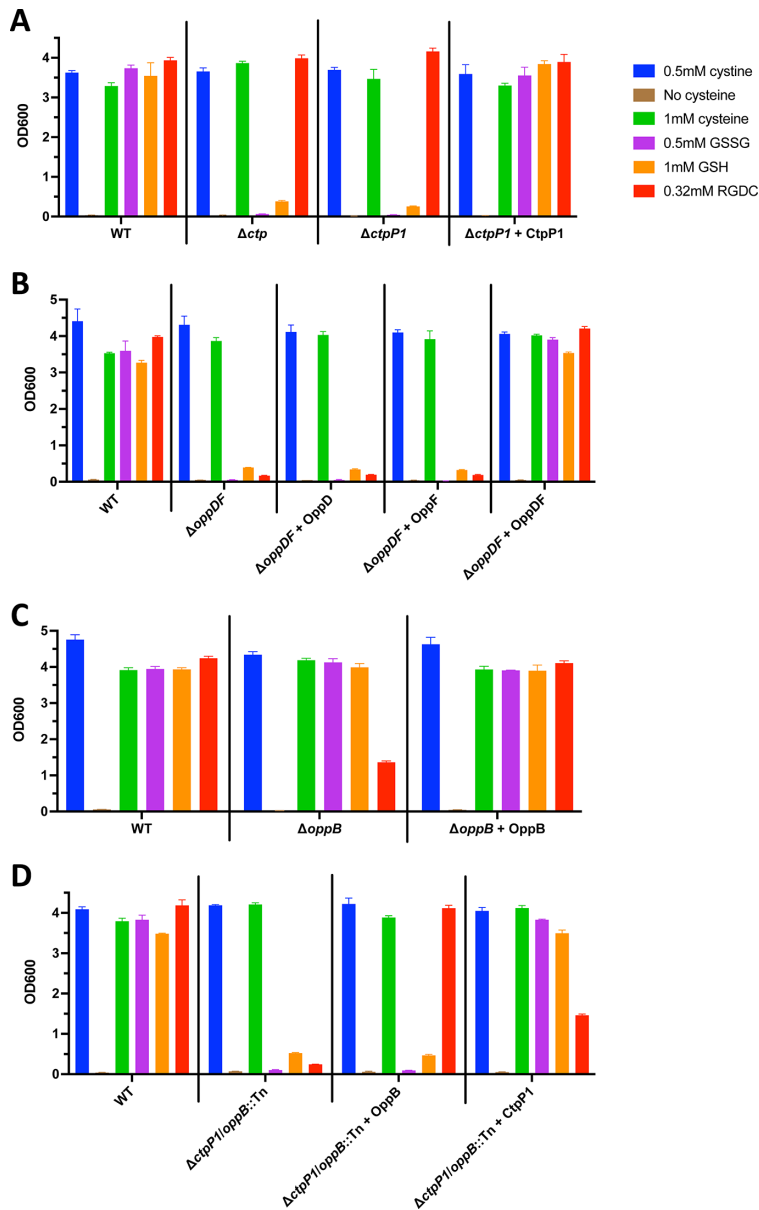 A
OD600
5
4
3
2
1
0
WT
Δctp
ΔctpP1
ΔctpP1 + CtpP1
0.5mM cystine
No cysteine
1mM cysteine
0.5mM GSSG
1mM GSH
0.32mM RGDC
B
OD600
5
4
3
2
1
0
WT
ΔoppDF
ΔoppDF + OppD
ΔoppDF + OppF
ΔoppDF + OppDF
C
OD600
5
4
3
2
1
0
WT
ΔoppB
ΔoppB + OppB
D
OD600
4
3
2
1
0
WT
ΔctpP1/oppB::Tn
ΔctpP1/oppB::Tn + OppB
ΔctpP1/oppB::Tn + CtpP1